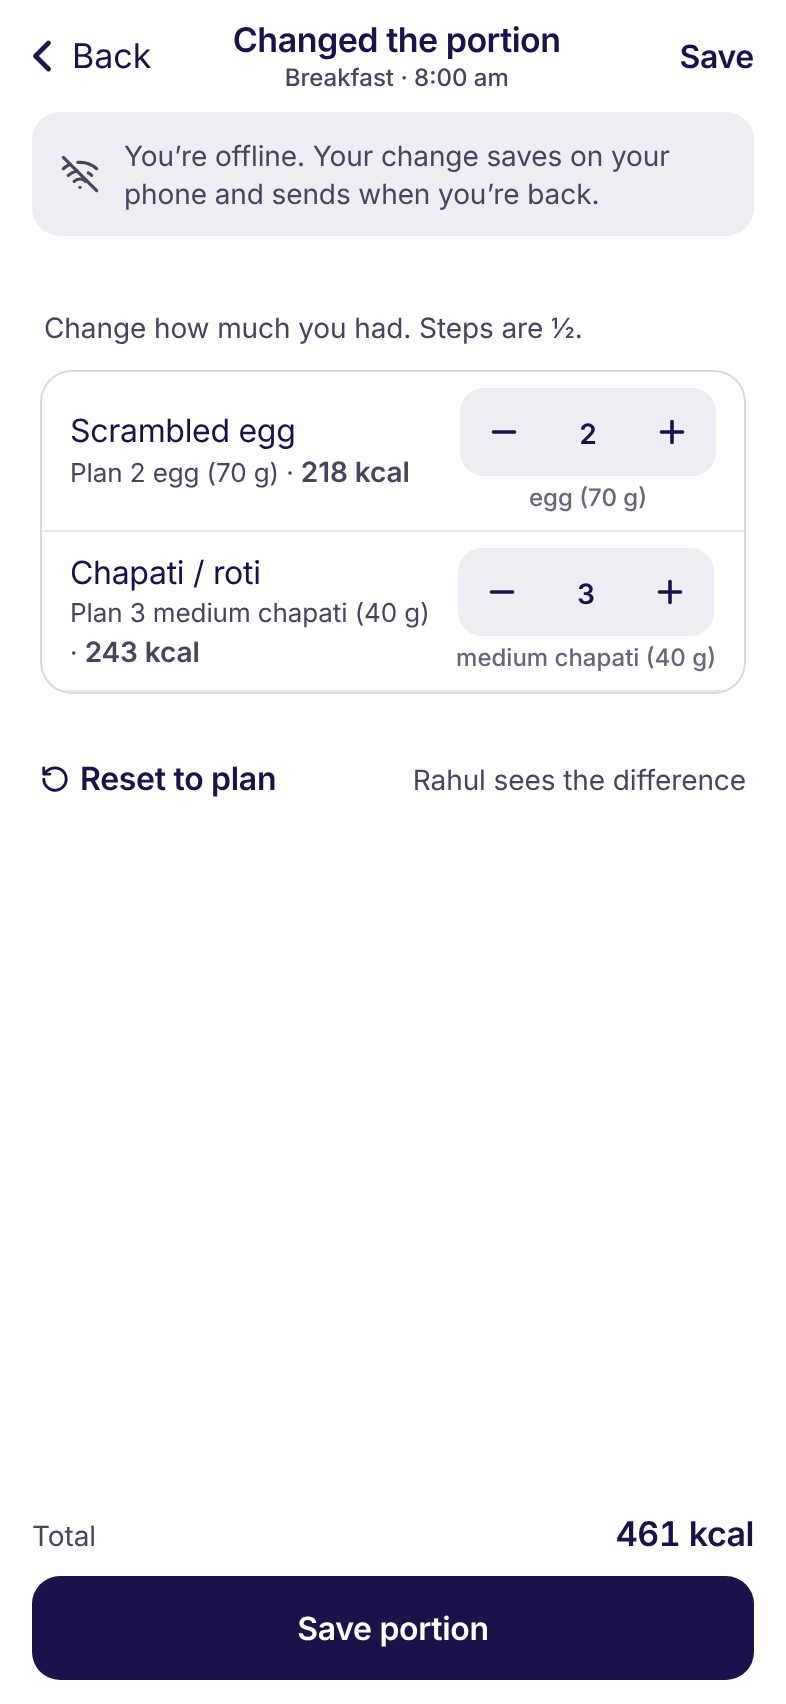 Back
Changed the portion
Breakfast · 8:00 am
Save
You’re offline. Your change saves on your
phone and sends when you’re back.
Change how much you had. Steps are ½.
Scrambled egg
Plan 2 egg (70 g) · 218 kcal
− 2 +
egg (70 g)
Chapati / roti
Plan 3 medium chapati (40 g)
· 243 kcal
− 3 +
medium chapati (40 g)
Reset to plan
Rahul sees the difference
Total
461 kcal
Save portion